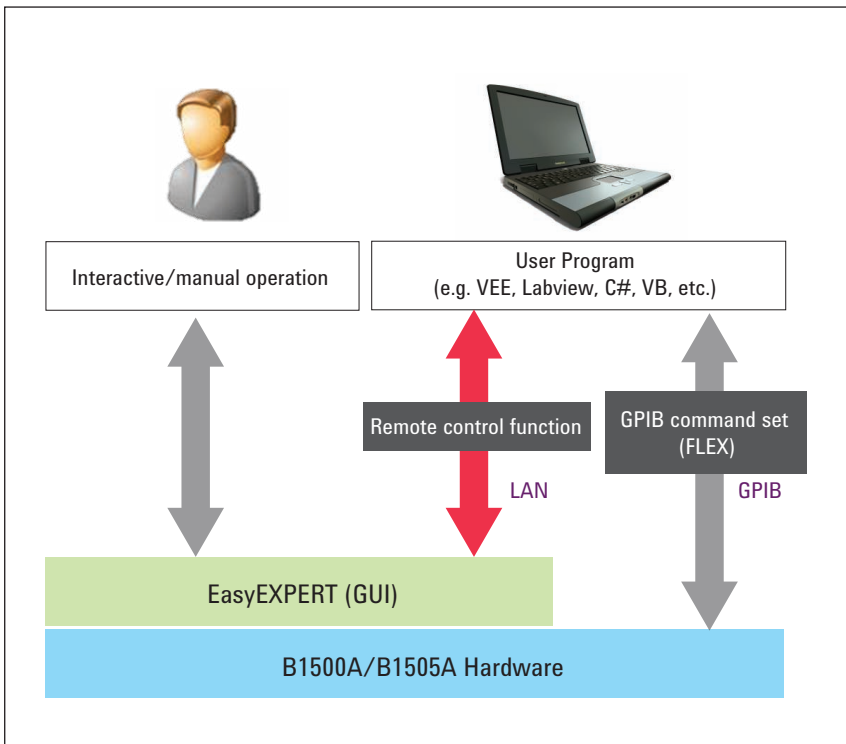 Interactive/manual operation
User Program
(e.g. VEE, Labview, C#, VB, etc.)
Remote control function
GPIB command set
(FLEX)
LAN
GPIB
EasyEXPERT (GUI)
B1500A/B1505A Hardware